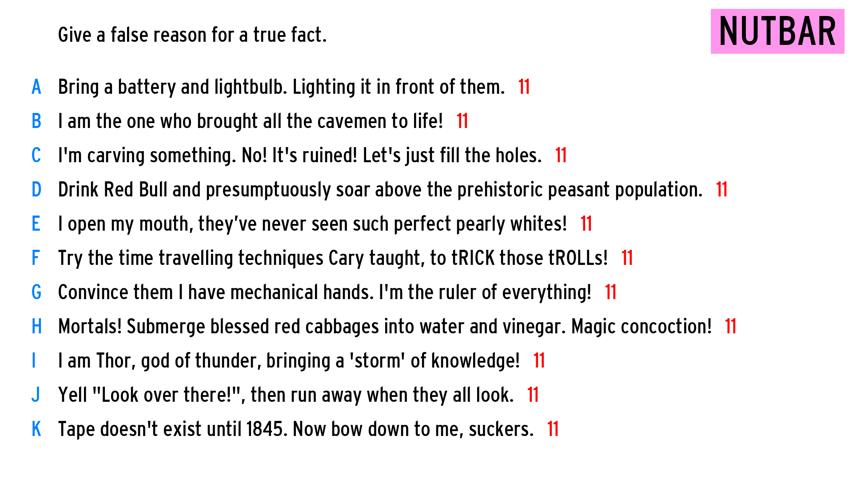 Give a false reason for a true fact.
NUTBAR
A Bring a battery and lightbulb. Lighting it in front of them. 11
B I am the one who brought all the cavemen to life! 11
C I'm carving something. No! It's ruined! Let's just fill the holes. 11
D Drink Red Bull and presumptuously soar above the prehistoric peasant population. 11
E I open my mouth, they've never seen such perfect pearly whites! 11
F Try the time travelling techniques Cary taught, to tRICK those tROLLs! 11
G Convince them I have mechanical hands. I'm the ruler of everything! 11
H Mortals! Submerge blessed red cabbages into water and vinegar. Magic concoction! 11
I I am Thor, god of thunder, bringing a 'storm' of knowledge! 11
J Yell "Look over there!", then run away when they all look. 11
K Tape doesn't exist until 1845. Now bow down to me, suckers. 11